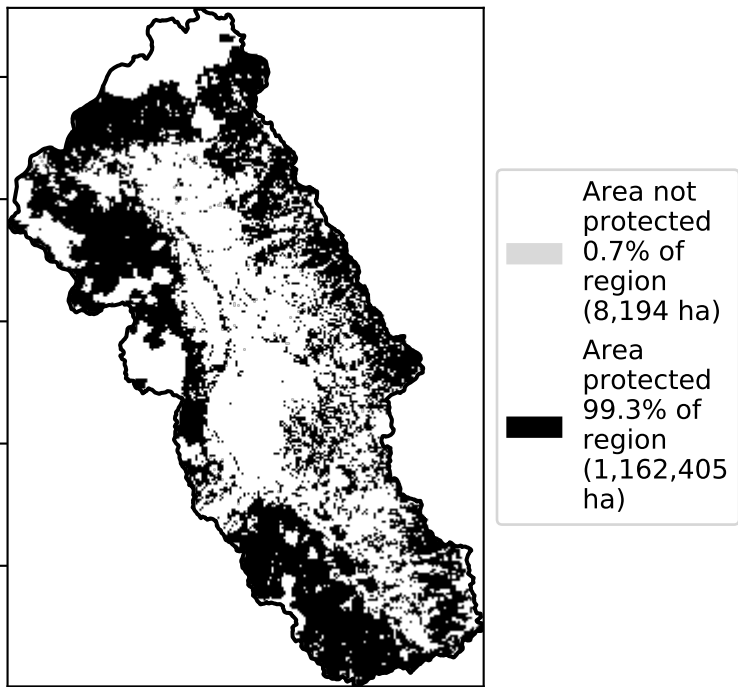 Area not
protected
0.7% of
region
(8,194 ha)
Area
protected
99.3% of
region
(1,162,405
ha)